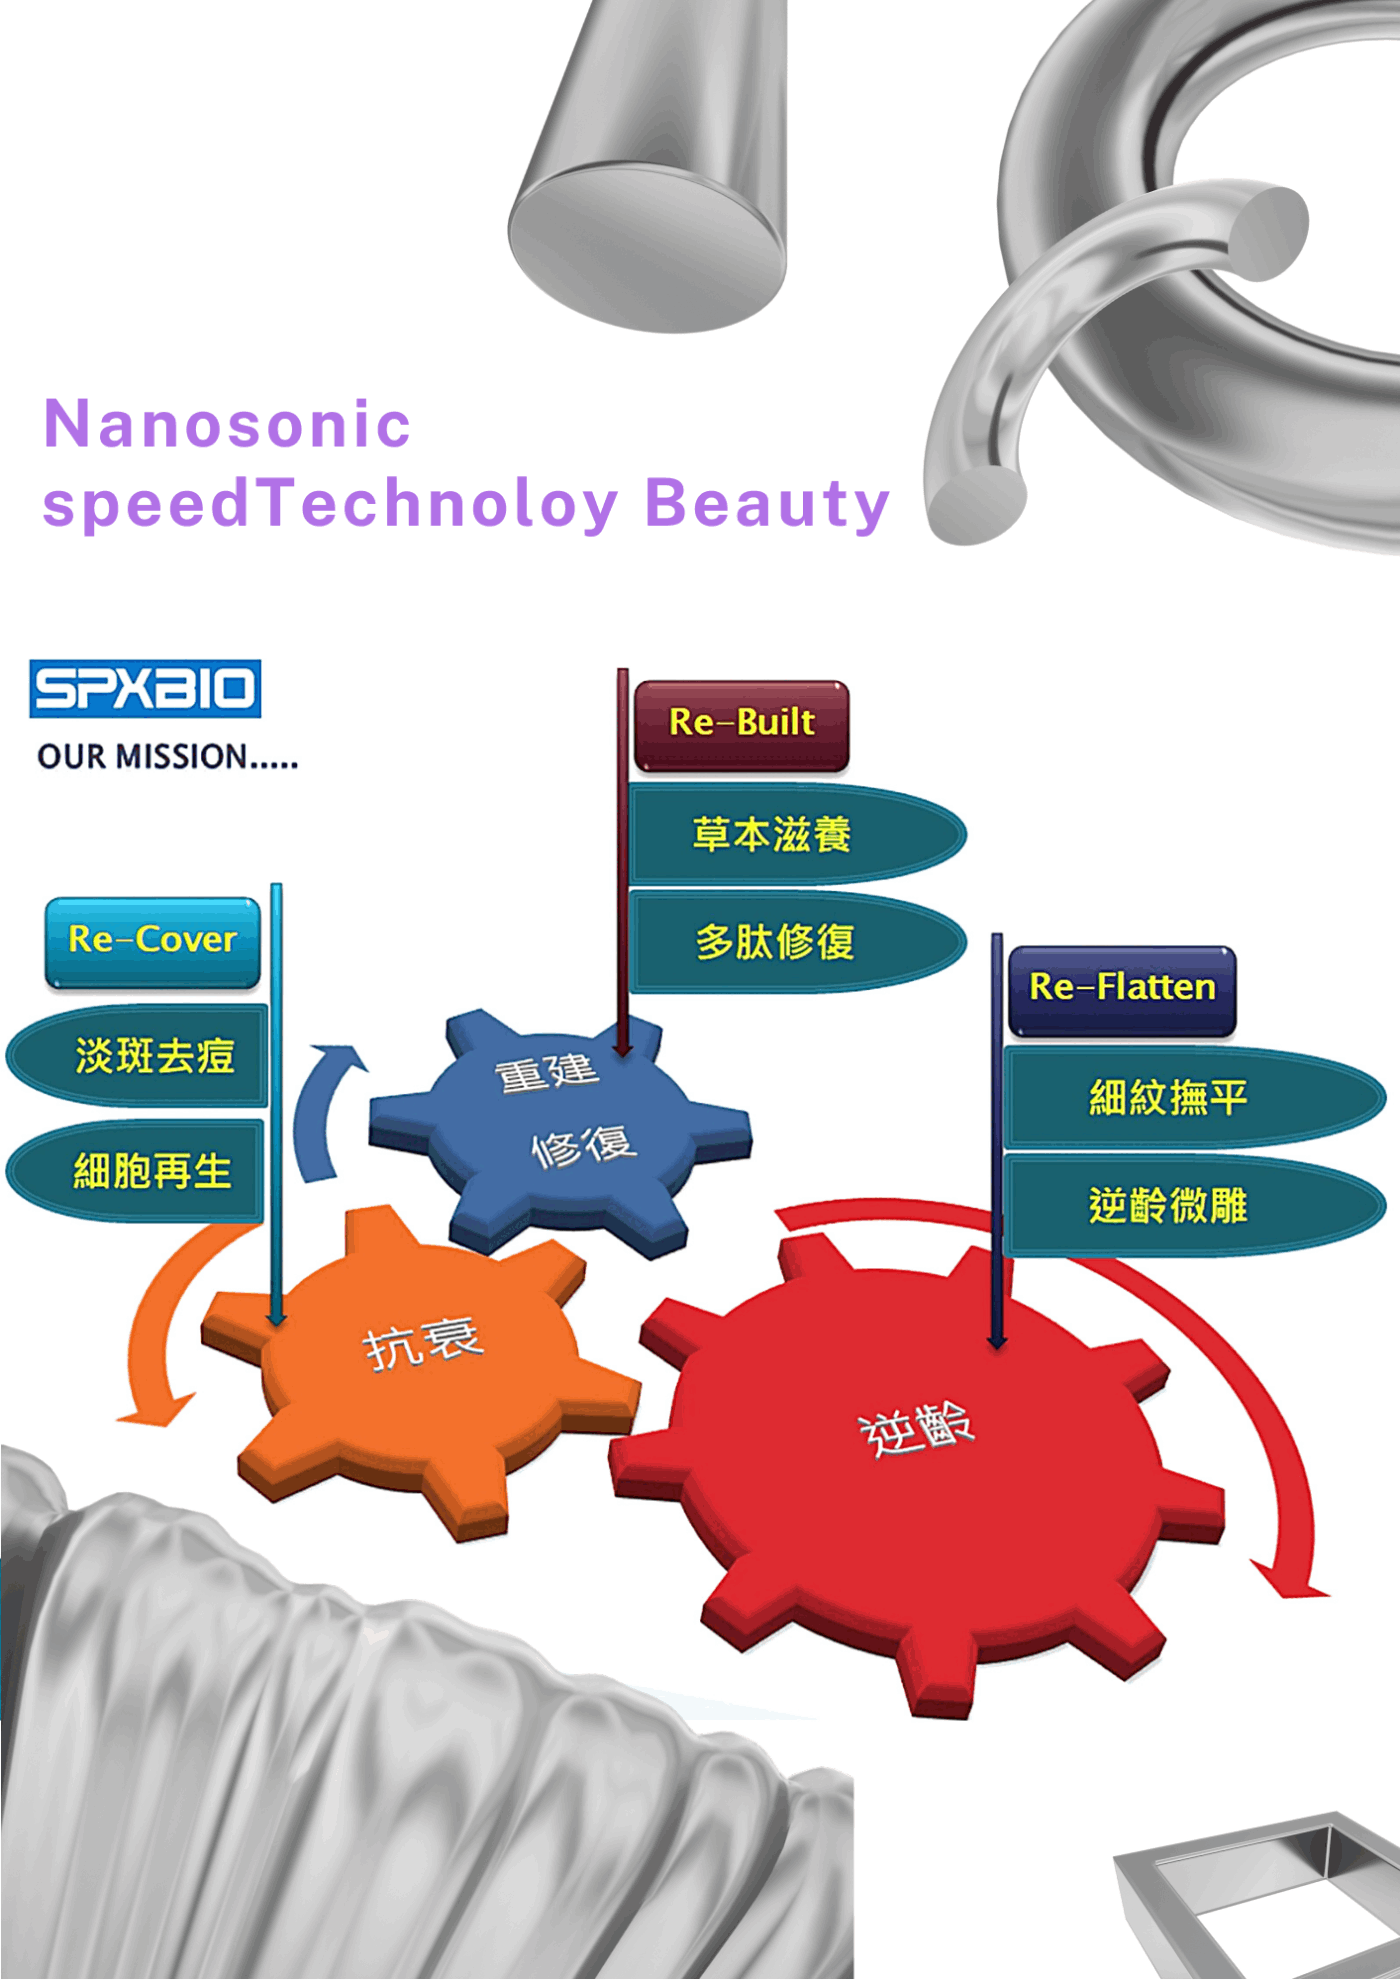 Nanosonic
speedTechnoloy Beauty
SPXBIO
OUR MISSION.....
Re-Built
草本滋養
多肽修復
Re-Cover
淡斑去痘
細胞再生
Re-Flatten
細紋撫平
逆齡微雕
重建
修復
抗衰
逆齡